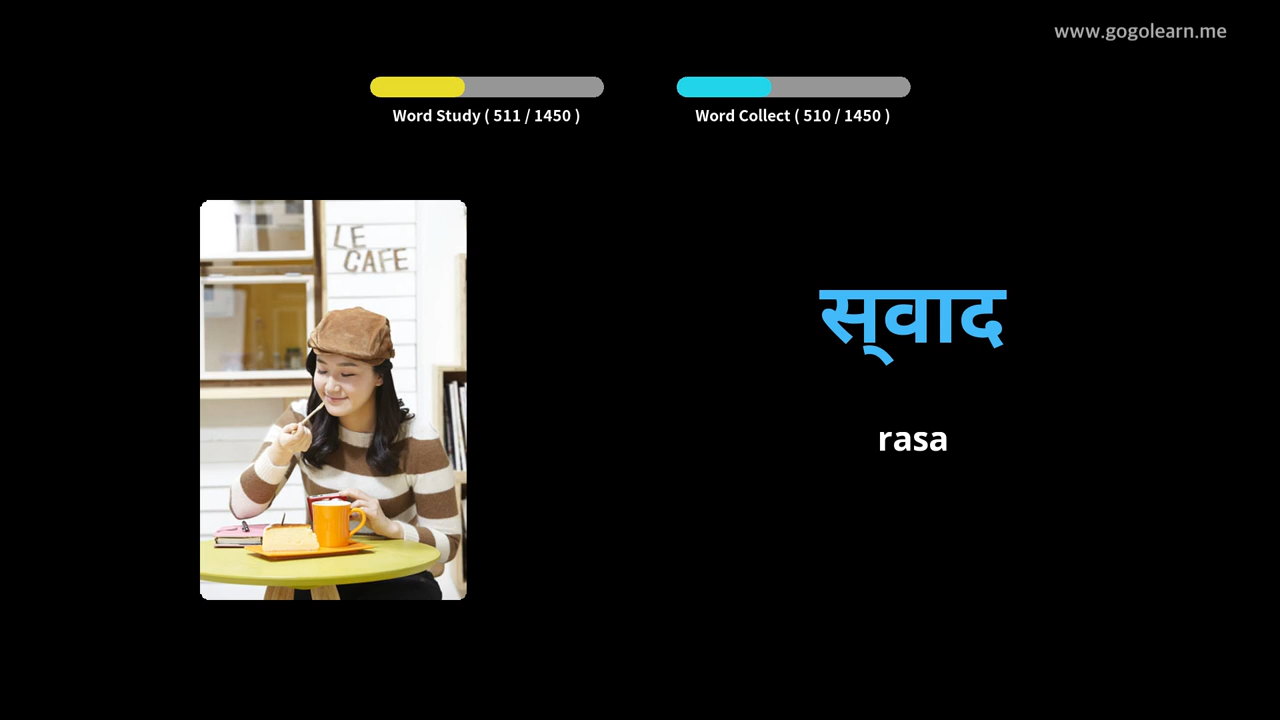 www.gogolearn.me
Word Study ( 511 / 1450 )
Word Collect ( 510 / 1450 )
LE
CAFE
स्‌वाद
rasa